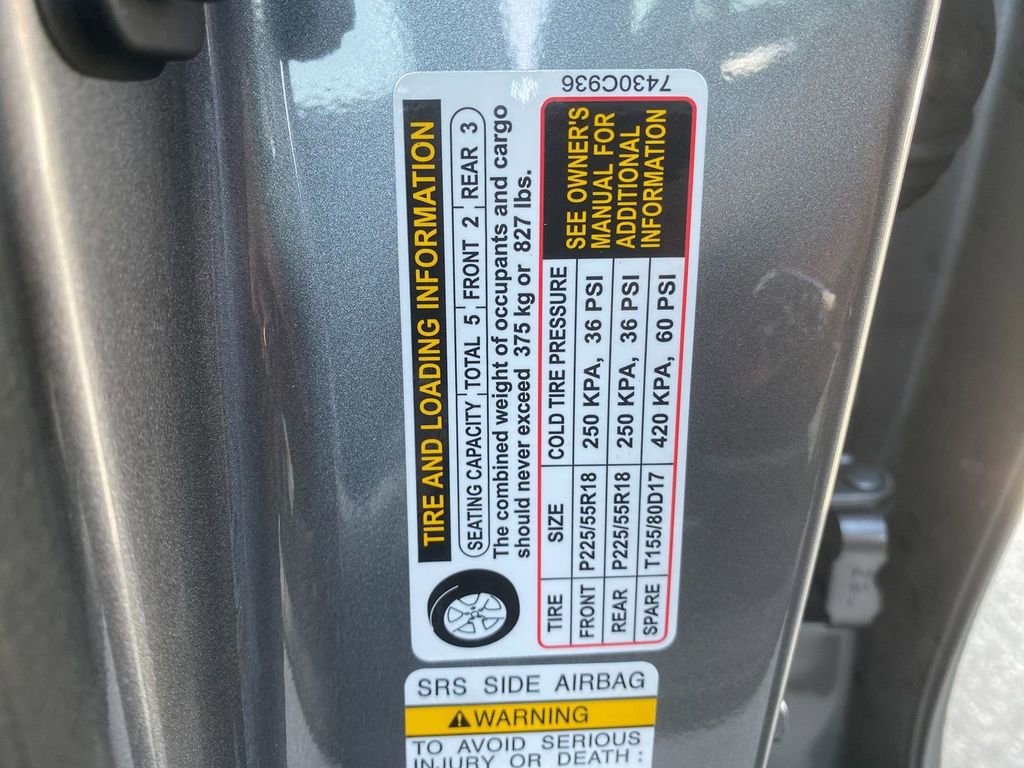 TIRE AND LOADING INFORMATION
SEATING CAPACITY TOTAL 5 FRONT 2 REAR 3
The combined weight of occupants and cargo
should never exceed 375 kg or 827 lbs.
TIRE SIZE COLD TIRE PRESSURE
FRONT P225/55R18 250 KPA, 36 PSI
REAR P225/55R18 250 KPA, 36 PSI
SPARE T155/80D17 420 KPA, 60 PSI
SEE OWNER'S
MANUAL FOR
ADDITIONAL
INFORMATION
7430C936
SRS SIDE AIRBAG
WARNING
TO AVOID SERIOUS
INJURY OR DEATH: